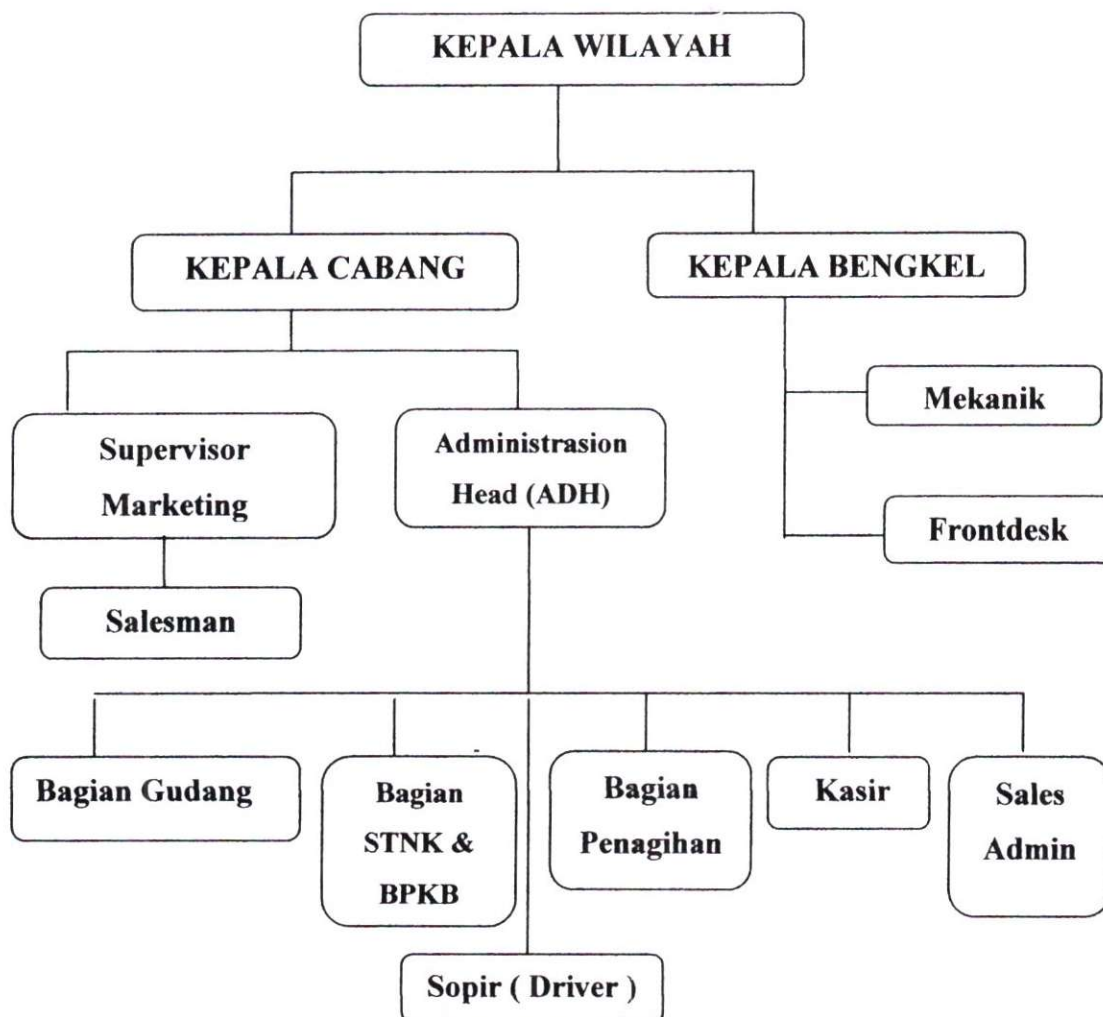 KEPALA WILAYAH
KEPALA CABANG
KEPALA BENGKEL
Mekanik
Frontdesk
Supervisor
Marketing
Administrasion
Head (ADH)
Salesman
Bagian Gudang
Bagian
STNK &
BPKB
Bagian
Penagihan
Kasir
Sales
Admin
Sopir ( Driver )